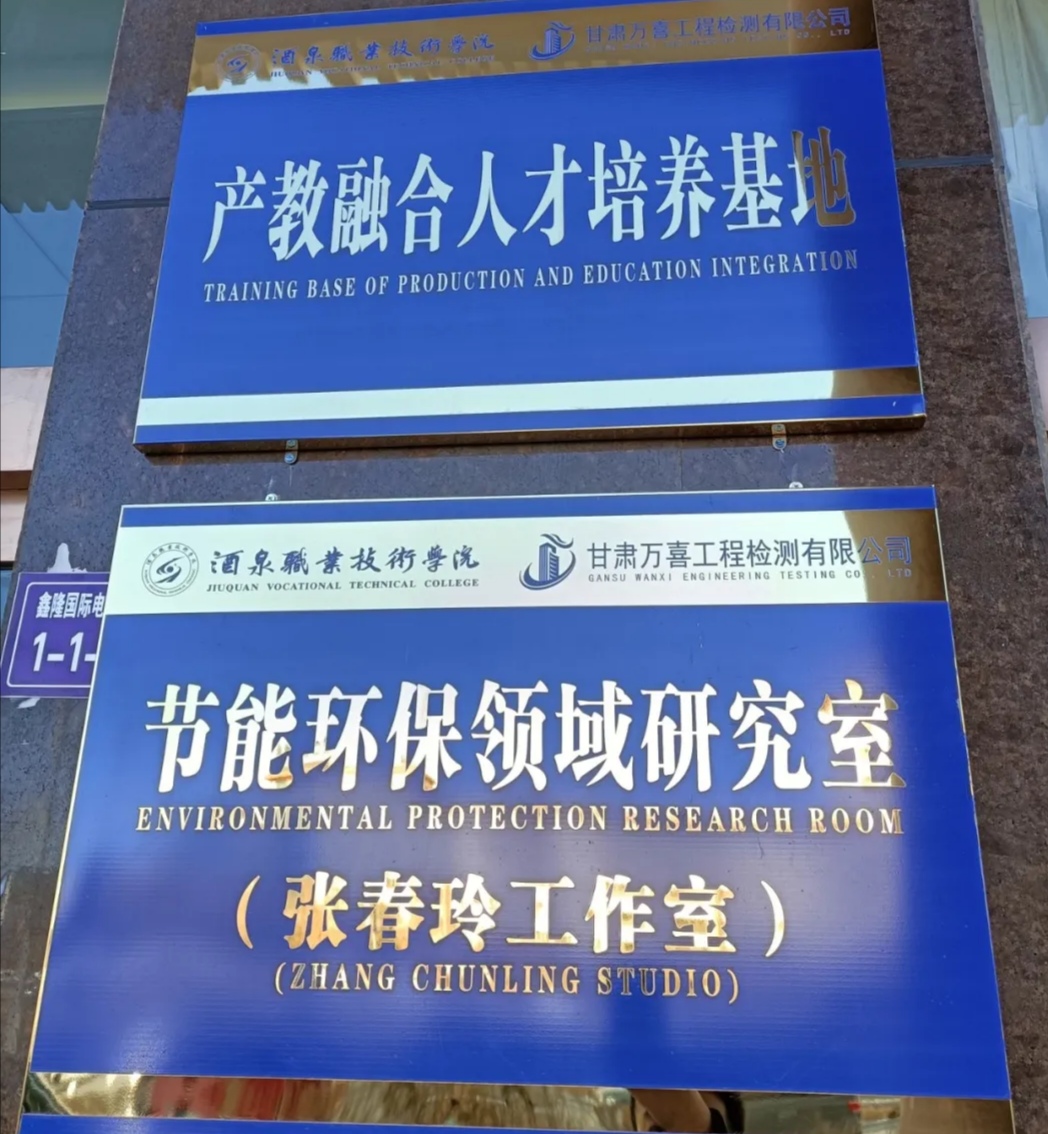 酒泉職業技術學院 甘肃万喜工程检测有限公司
JIUQUAN VOCATIONAL TECHNICAL COLLEGE
产教融合人才培养基地
TRAINING BASE OF PRODUCTION AND EDUCATION INTEGRATION
酒泉職業技術學院 甘肃万喜工程检测有限公司
JIUQUAN VOCATIONAL TECHNICAL COLLEGE GANSU WANXI ENGINEERING TESTING CO., LTD
鑫隆国际电
1-1-
节能环保领域研究室
ENVIRONMENTAL PROTECTION RESEARCH ROOM
(张春玲工作室)
(ZHANG CHUNLING STUDIO)